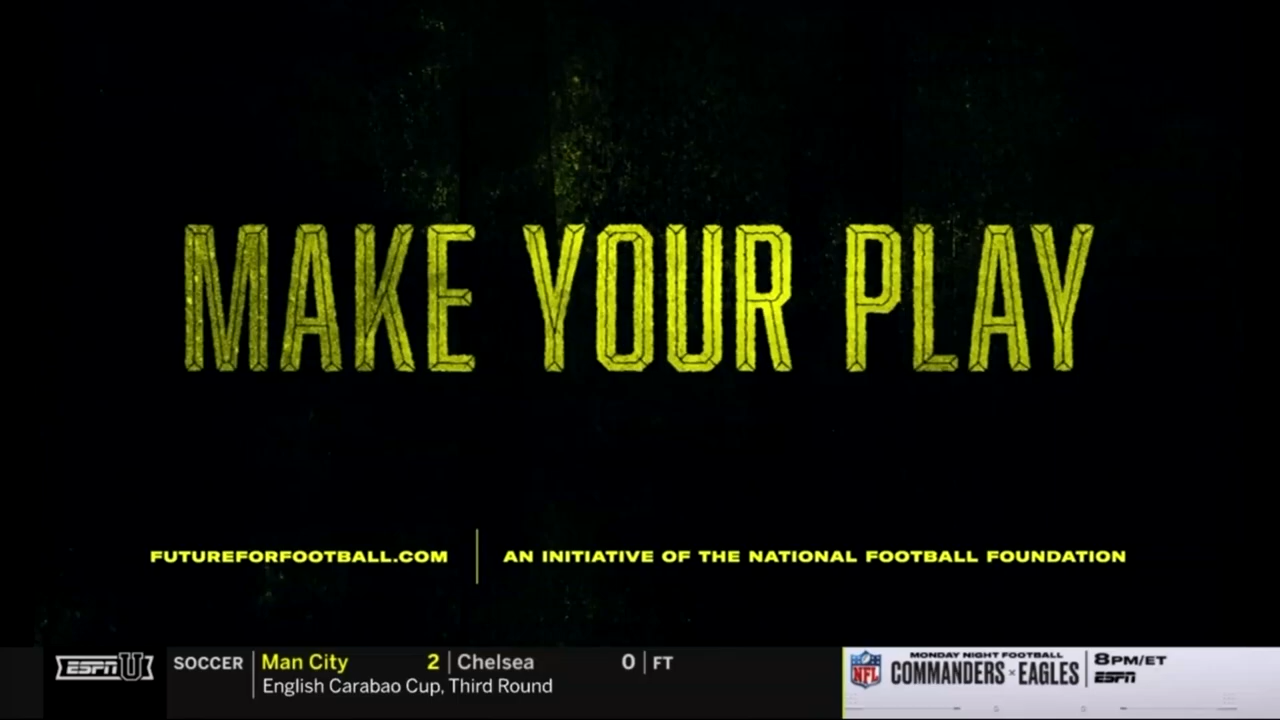 MAKE YOUR PLAY
FUTUREFORFOOTBALL.COM
AN INITIATIVE OF THE NATIONAL FOOTBALL FOUNDATION
ESPNU
SOCCER
Man City 2
Chelsea 0
FT
English Carabao Cup, Third Round
NFL
MONDAY NIGHT FOOTBALL
COMMANDERS × EAGLES
8PM/ET
ESPN